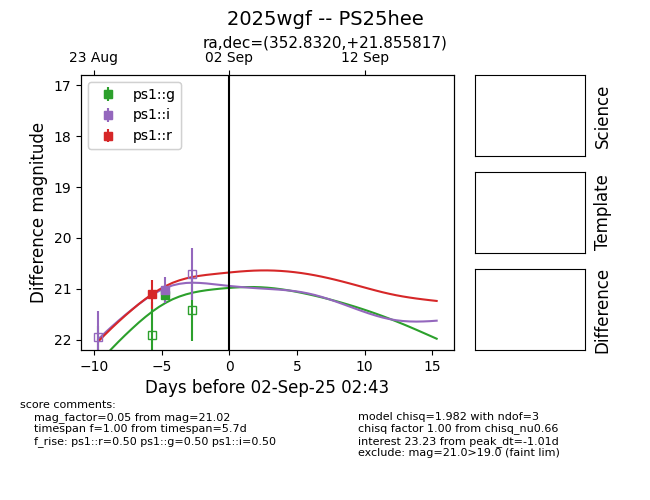 2025wgf -- PS25hee
ra,dec=(352.8320,+21.855817)
23 Aug
02 Sep
12 Sep
17
18
19
20
21
22
Difference magnitude
ps1::g
ps1::i
ps1::r
−10
−5
0
5
10
15
Days before 02-Sep-25 02:43
Science
Template
Difference
score comments:
mag_factor=0.05 from mag=21.02
timespan f=1.00 from timespan=5.7d
f_rise: ps1::r=0.50 ps1::g=0.50 ps1::i=0.50
model chisq=1.982 with ndof=3
chisq factor 1.00 from chisq_nu0.66
interest 23.23 from peak_dt=-1.01d
exclude: mag=21.0>19.0 (faint lim)